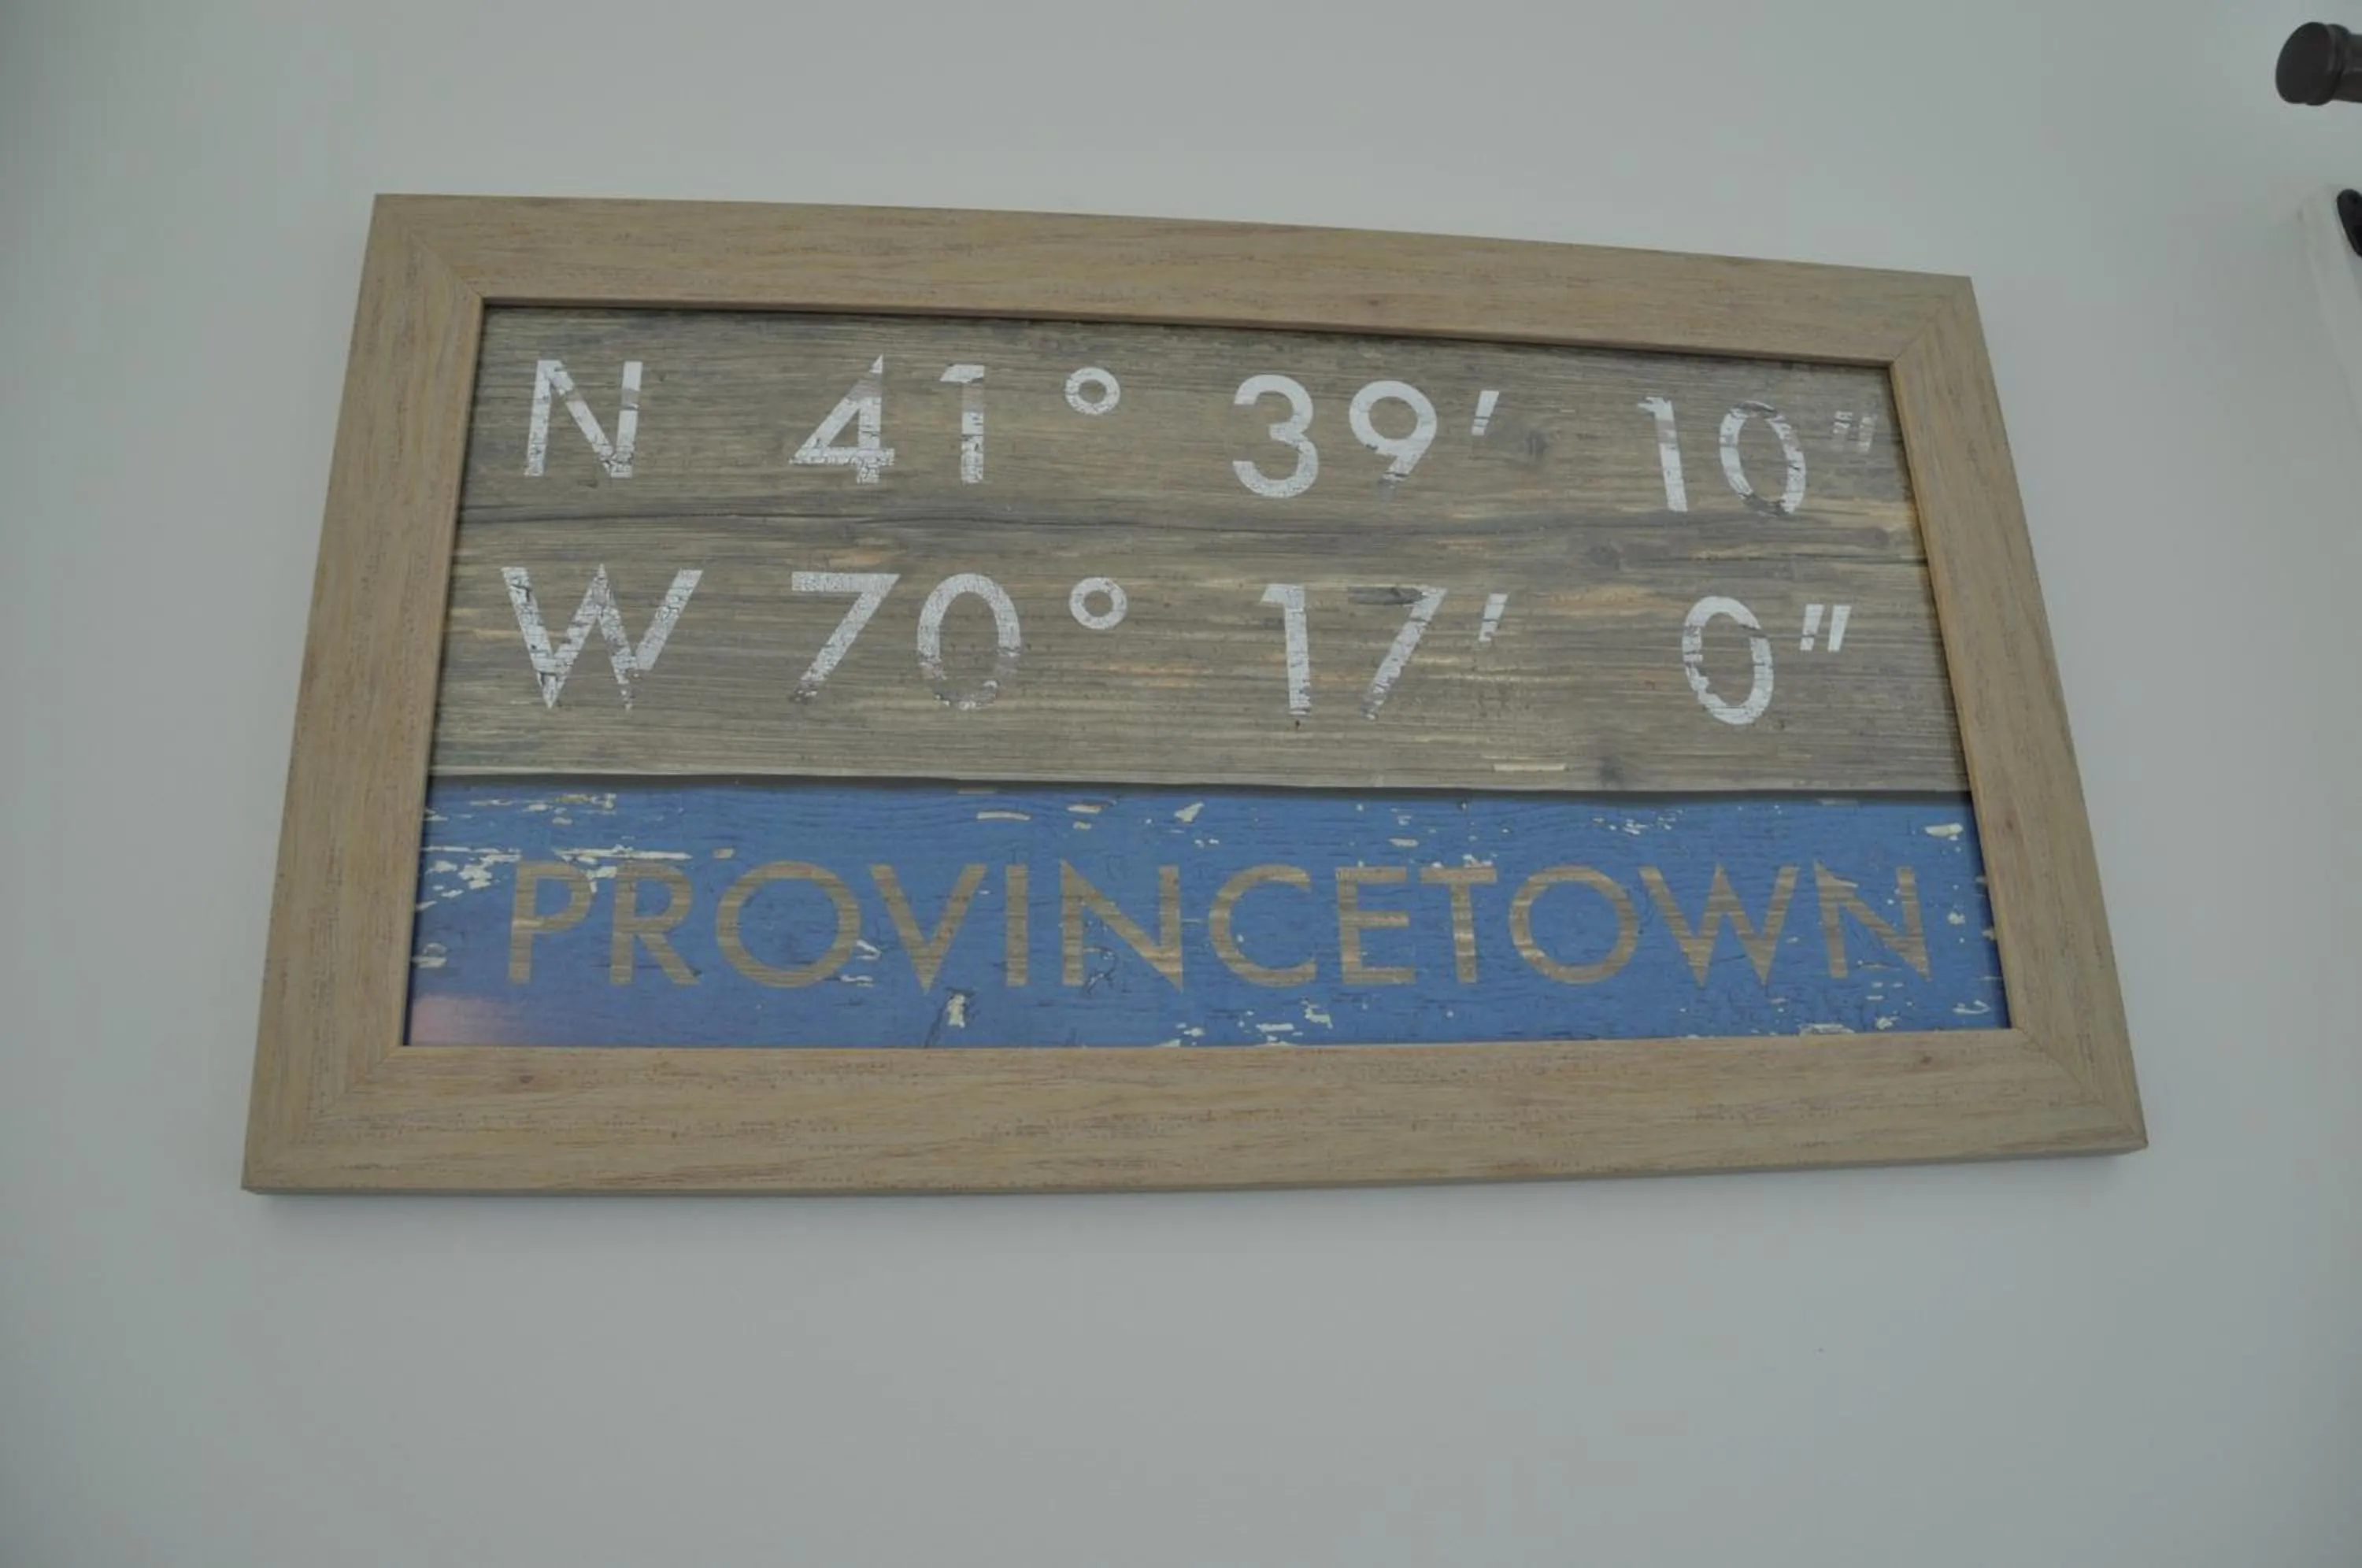 N 41° 39' 10"
W 70° 17' 0"
PROVINCETOWN